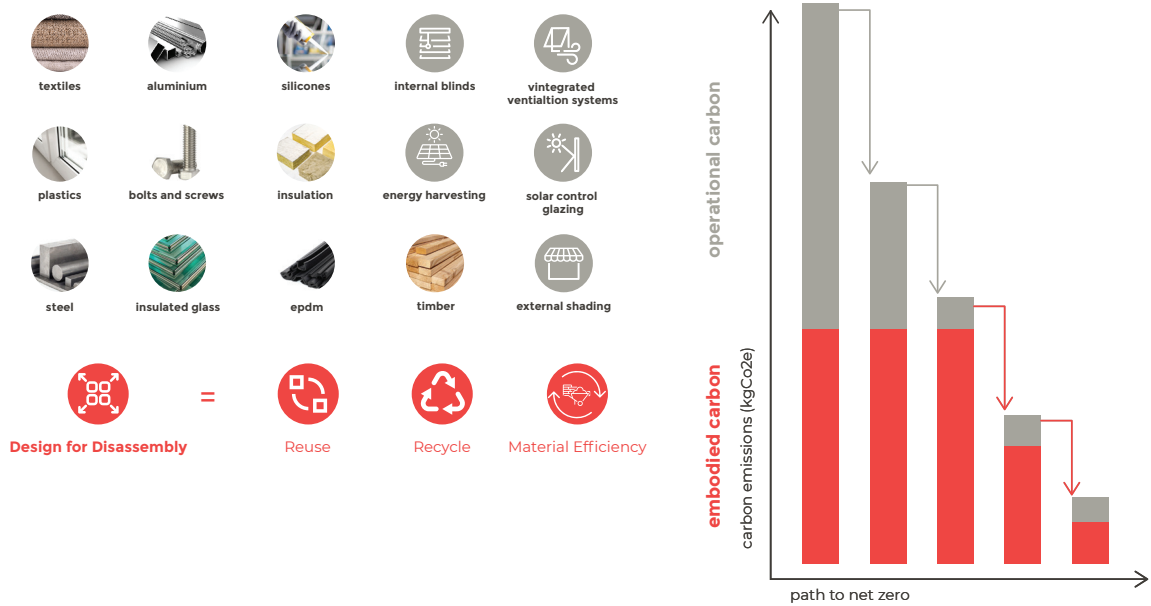 textiles
aluminium
silicones
internal blinds
vintegrated
ventialtion systems
plastics
bolts and screws
insulation
energy harvesting
solar control
glazing
steel
insulated glass
epdm
timber
external shading
Design for Disassembly
=
Reuse
Recycle
Material Efficiency
operational carbon
embodied carbon
carbon emissions (kgCo2e)
path to net zero